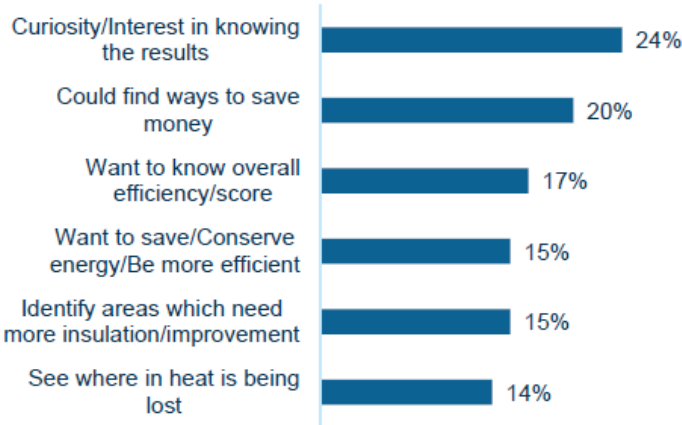 Curiosity/Interest in knowing
the results
24%
Could find ways to save
money
20%
Want to know overall
efficiency/score
17%
Want to save/Conserve
energy/Be more efficient
15%
Identify areas which need
more insulation/improvement
15%
See where in heat is being
lost
14%